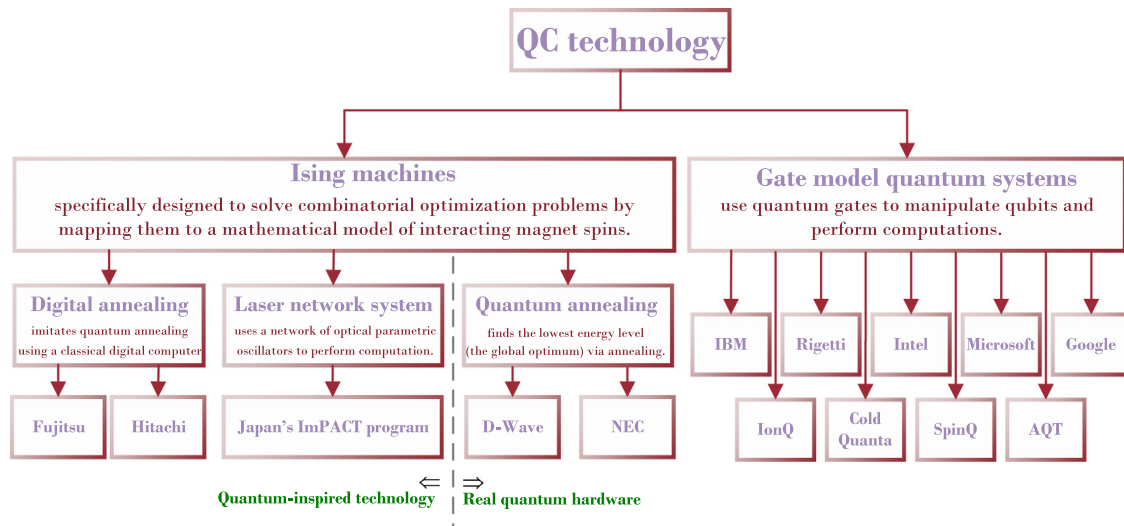 QC technology
Ising machines
specifically designed to solve combinatorial optimization problems by
mapping them to a mathematical model of interacting magnet spins.
Gate model quantum systems
use quantum gates to manipulate qubits and
perform computations.
Digital annealing
imitates quantum annealing
using a classical digital computer
Laser network system
uses a network of optical parametric
oscillators to perform computation.
Quantum annealing
finds the lowest energy level
(the global optimum) via annealing.
IBM
Rigetti
Intel
Microsoft
Google
Fujitsu
Hitachi
Japan's ImPACT program
D-Wave
NEC
IonQ
Cold
Quanta
SpinQ
AQT
Quantum-inspired technology
Real quantum hardware